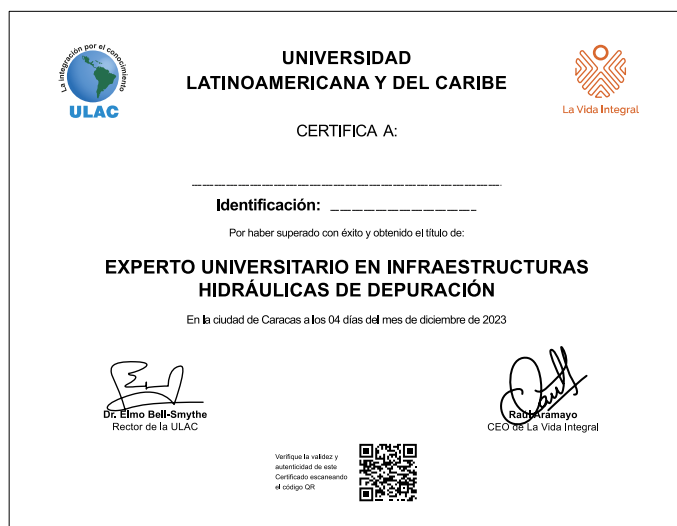 La integración por el conocimiento
ULAC
UNIVERSIDAD
LATINOAMERICANA Y DEL CARIBE
La Vida Integral
CERTIFICA A:
Identificación:
Por haber superado con éxito y obtenido el título de:
EXPERTO UNIVERSITARIO EN INFRAESTRUCTURAS
HIDRÁULICAS DE DEPURACIÓN
En la ciudad de Caracas a los 04 días del mes de diciembre de 2023
Dr. Elmo Bell-Smythe
Rector de la ULAC
Raúl Aramayo
CEO de La Vida Integral
Verifique la validez y
autenticidad de este
Certificado escaneando
el código QR